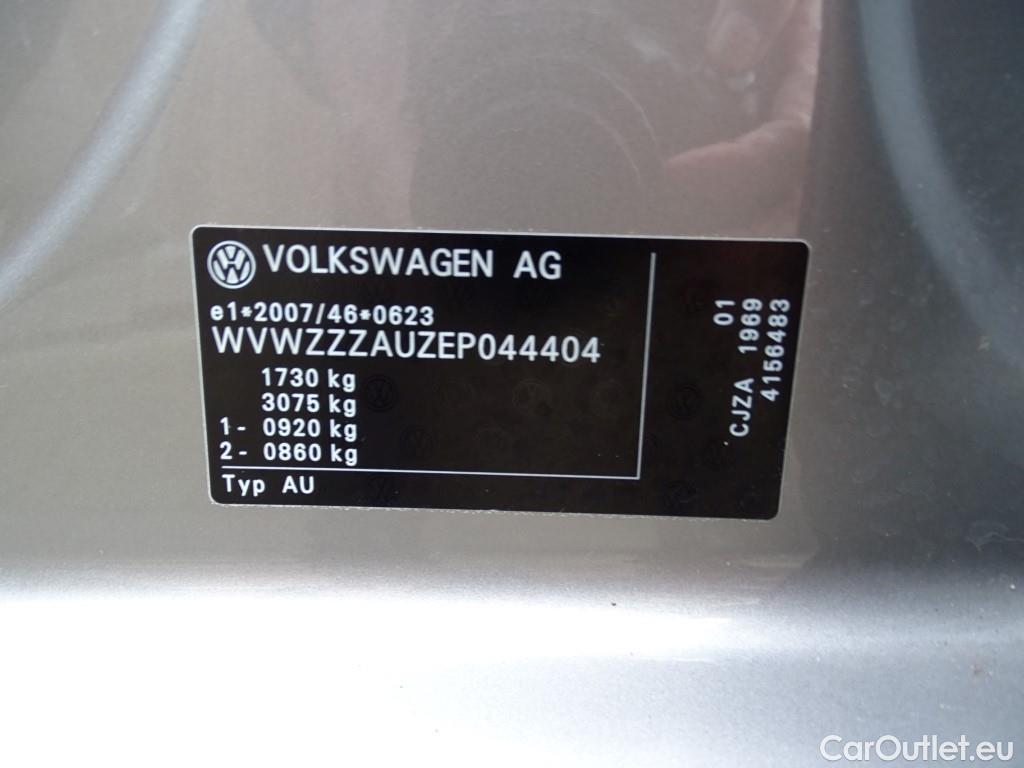 VOLKSWAGEN AG
e1*2007/46*0623
WVWZZZAUZEP044404
1730 kg
3075 kg
1- 0920 kg
2- 0860 kg
Typ AU
01
CJZA 1969
4156483
CarOutlet.eu